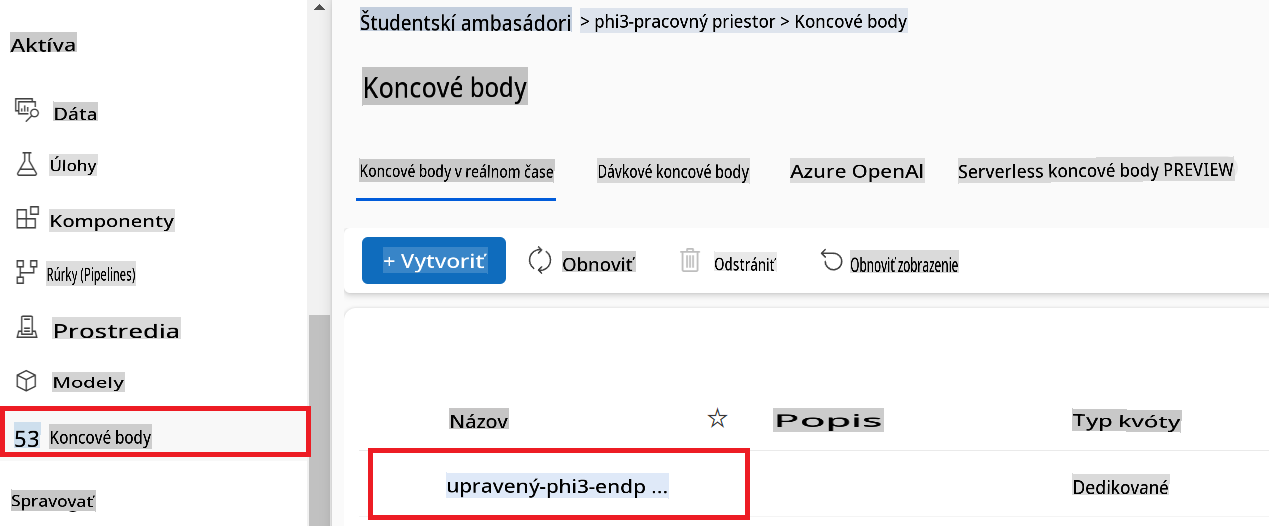 Aktíva
Dáta
Úlohy
Komponenty
Rúrky (Pipelines)
Prostredia
Modely
53 Koncové body
Spravovať
Študentskí ambasádori > phi3-pracovný priestor > Koncové body
Koncové body
Koncové body v reálnom čase Dávkové koncové body Azure OpenAI Serverless koncové body PREVIEW
+ Vytvoriť Obnoviť Odstrániť Obnoviť zobrazenie
Názov Popis Typ kvóty
upravený-phi3-endp ... Dedikované